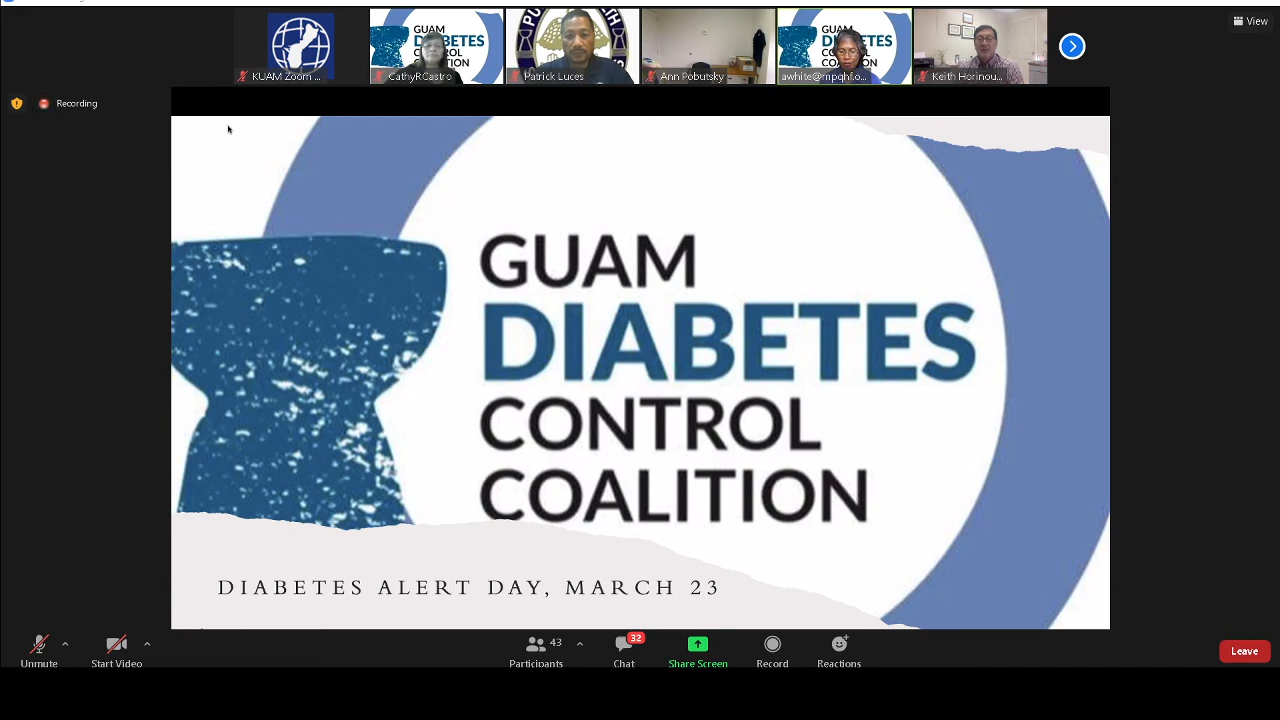 View
KUAM Zoom ...
CathyRCastro
Patrick Luces
Ann Pobutsky
awhite@mpqhf.o...
Keith Horinou...
Recording
GUAM
DIABETES
CONTROL
COALITION
DIABETES ALERT DAY, MARCH 23
Unmute
Start Video
Participants
43
Chat
32
Share Screen
Record
Reactions
Leave